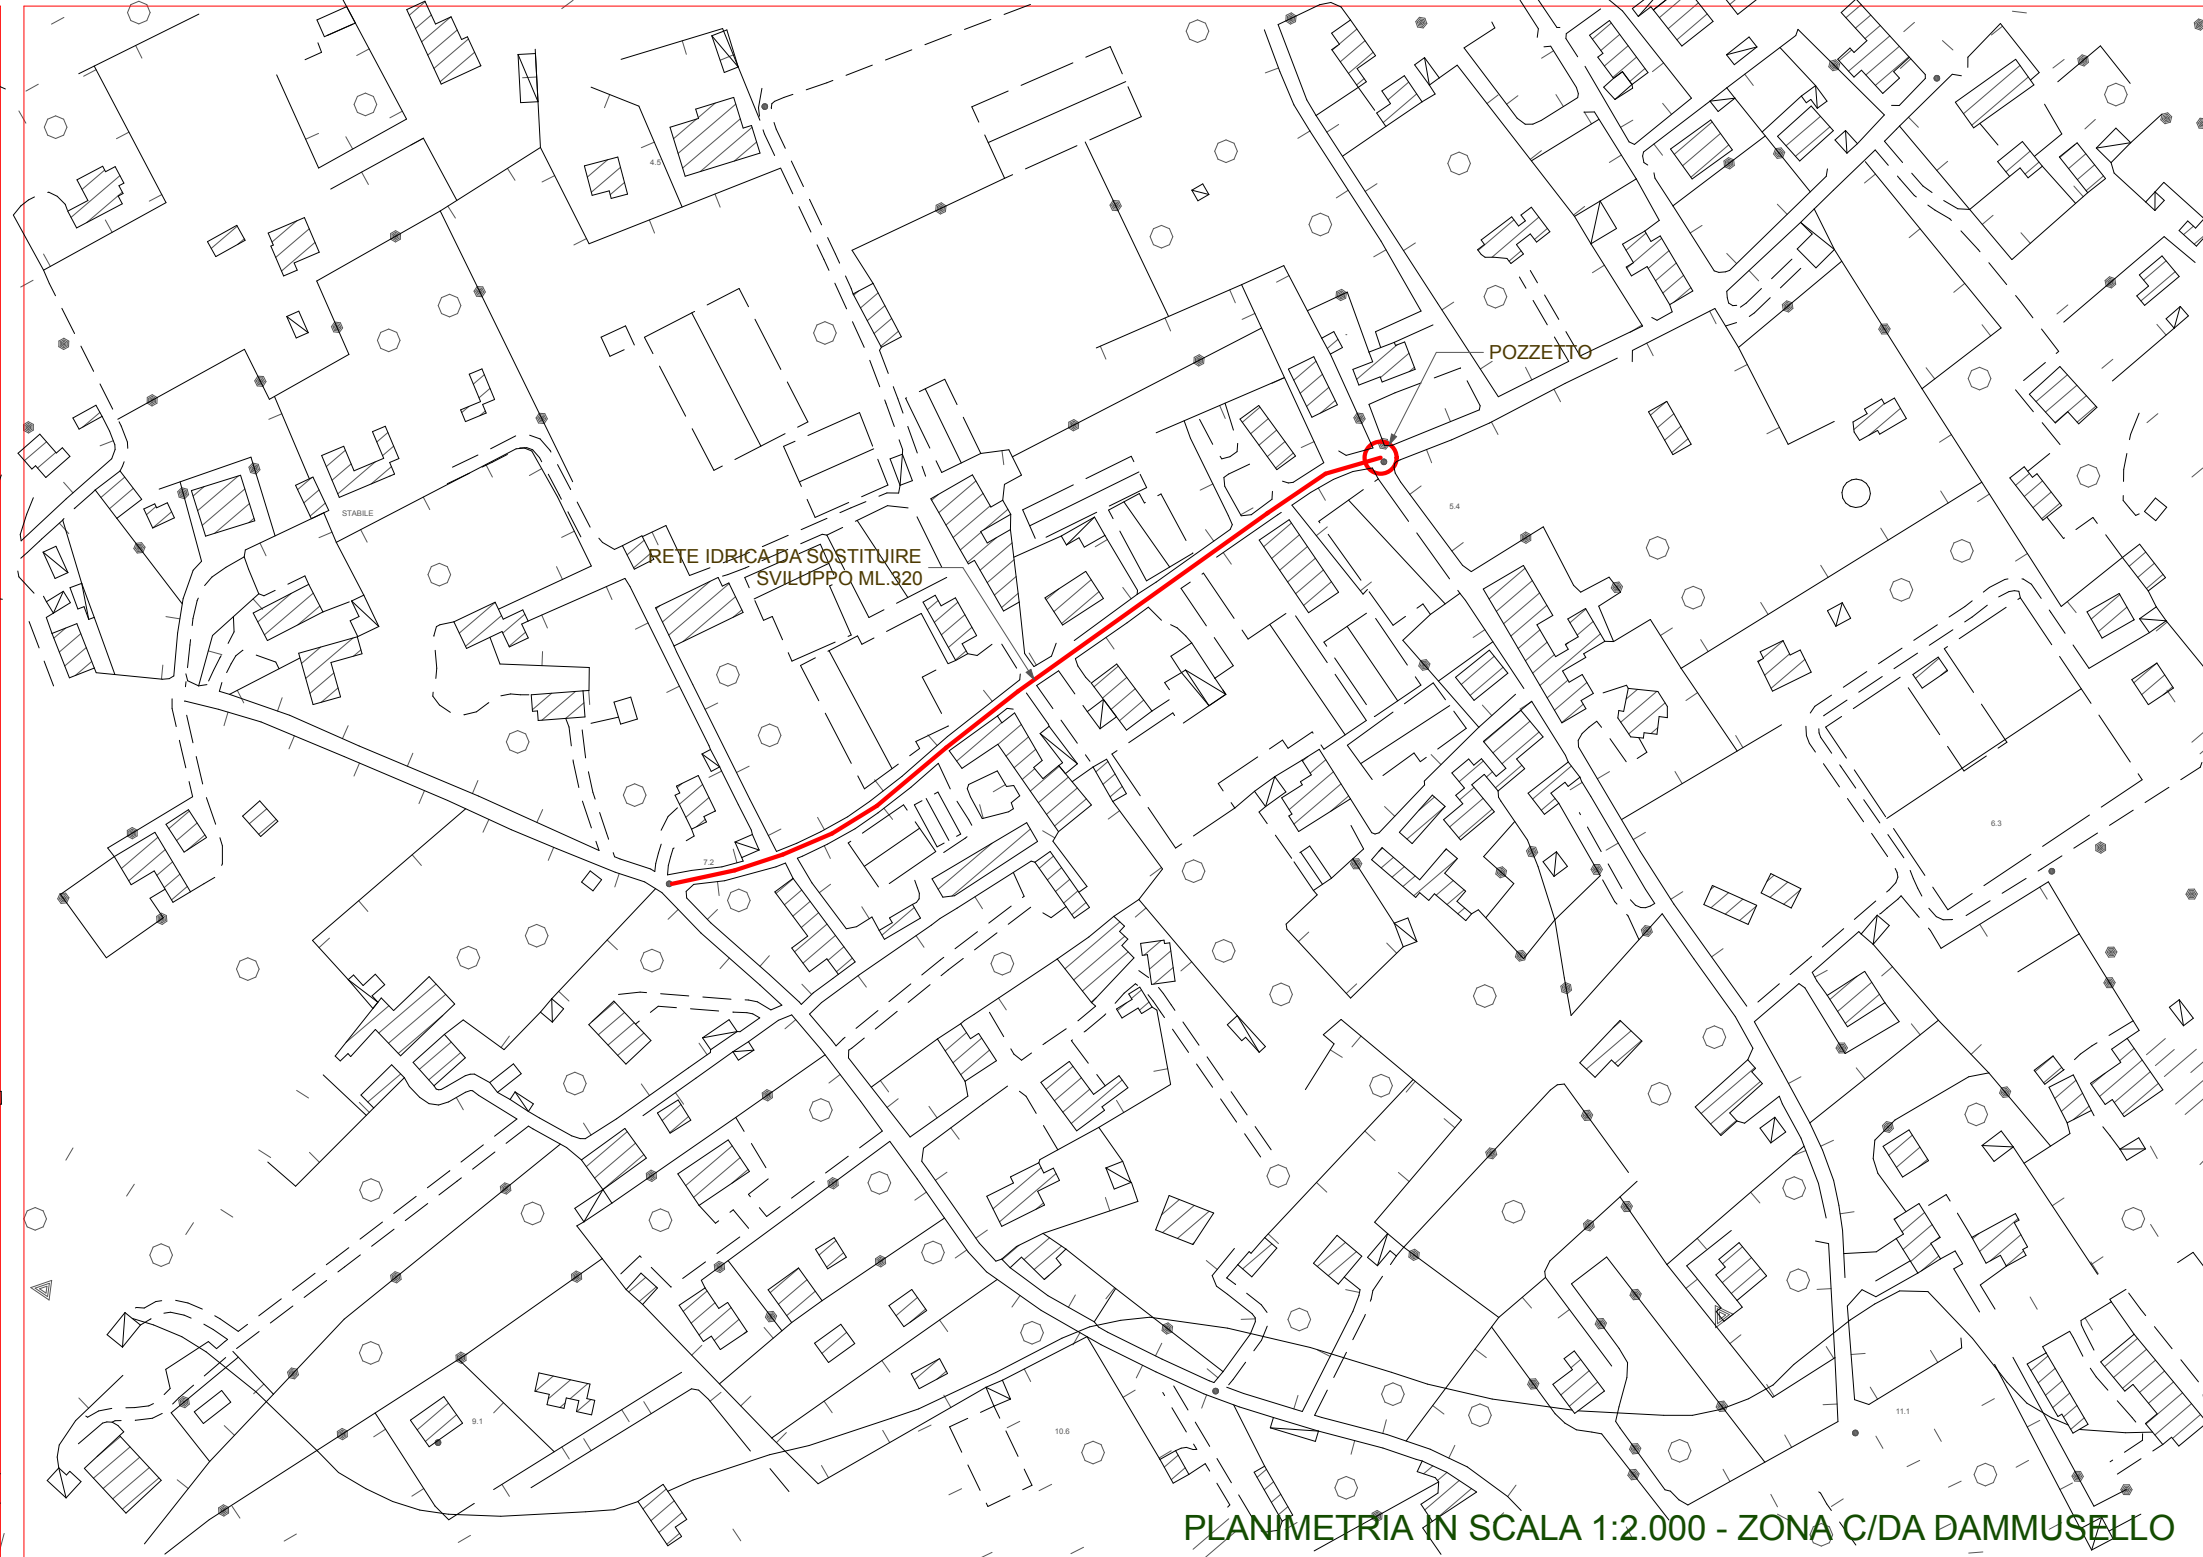 4.5
POZZETTO
5.4
STABILE
RETE IDRICA DA SOSTITUIRE
SVILUPPO ML.320
6.3
7.2
9.1
10.6
11.1
PLANIMETRIA IN SCALA 1:2.000 - ZONA C/DA DAMMUSELLO